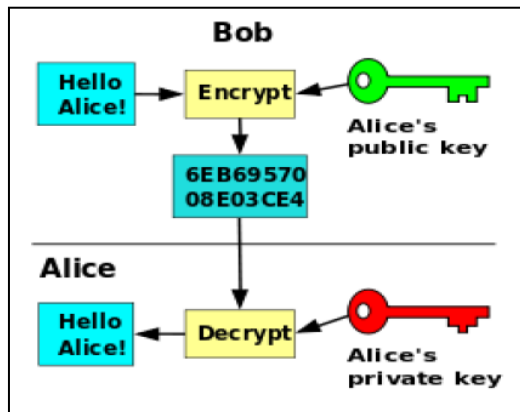 Bob
Hello
Alice!
Encrypt
Alice's
public key
6EB69570
08E03CE4
Alice
Hello
Alice!
Decrypt
Alice's
private key